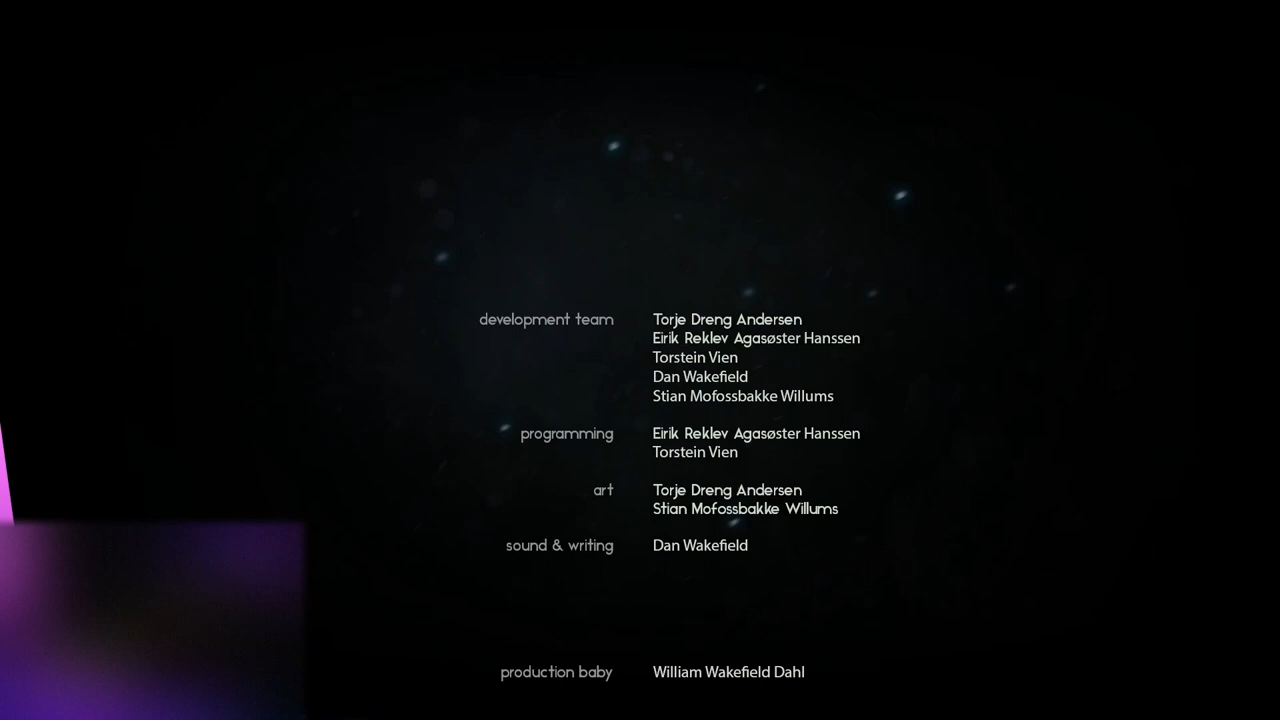 development team Torje Dreng Andersen
Eirik Reklev Agasøster Hanssen
Torstein Vien
Dan Wakefield
Stian Mofossbakke Willums
programming Eirik Reklev Agasøster Hanssen
Torstein Vien
art Torje Dreng Andersen
Stian Mofossbakke Willums
sound & writing Dan Wakefield
production baby William Wakefield Dahl